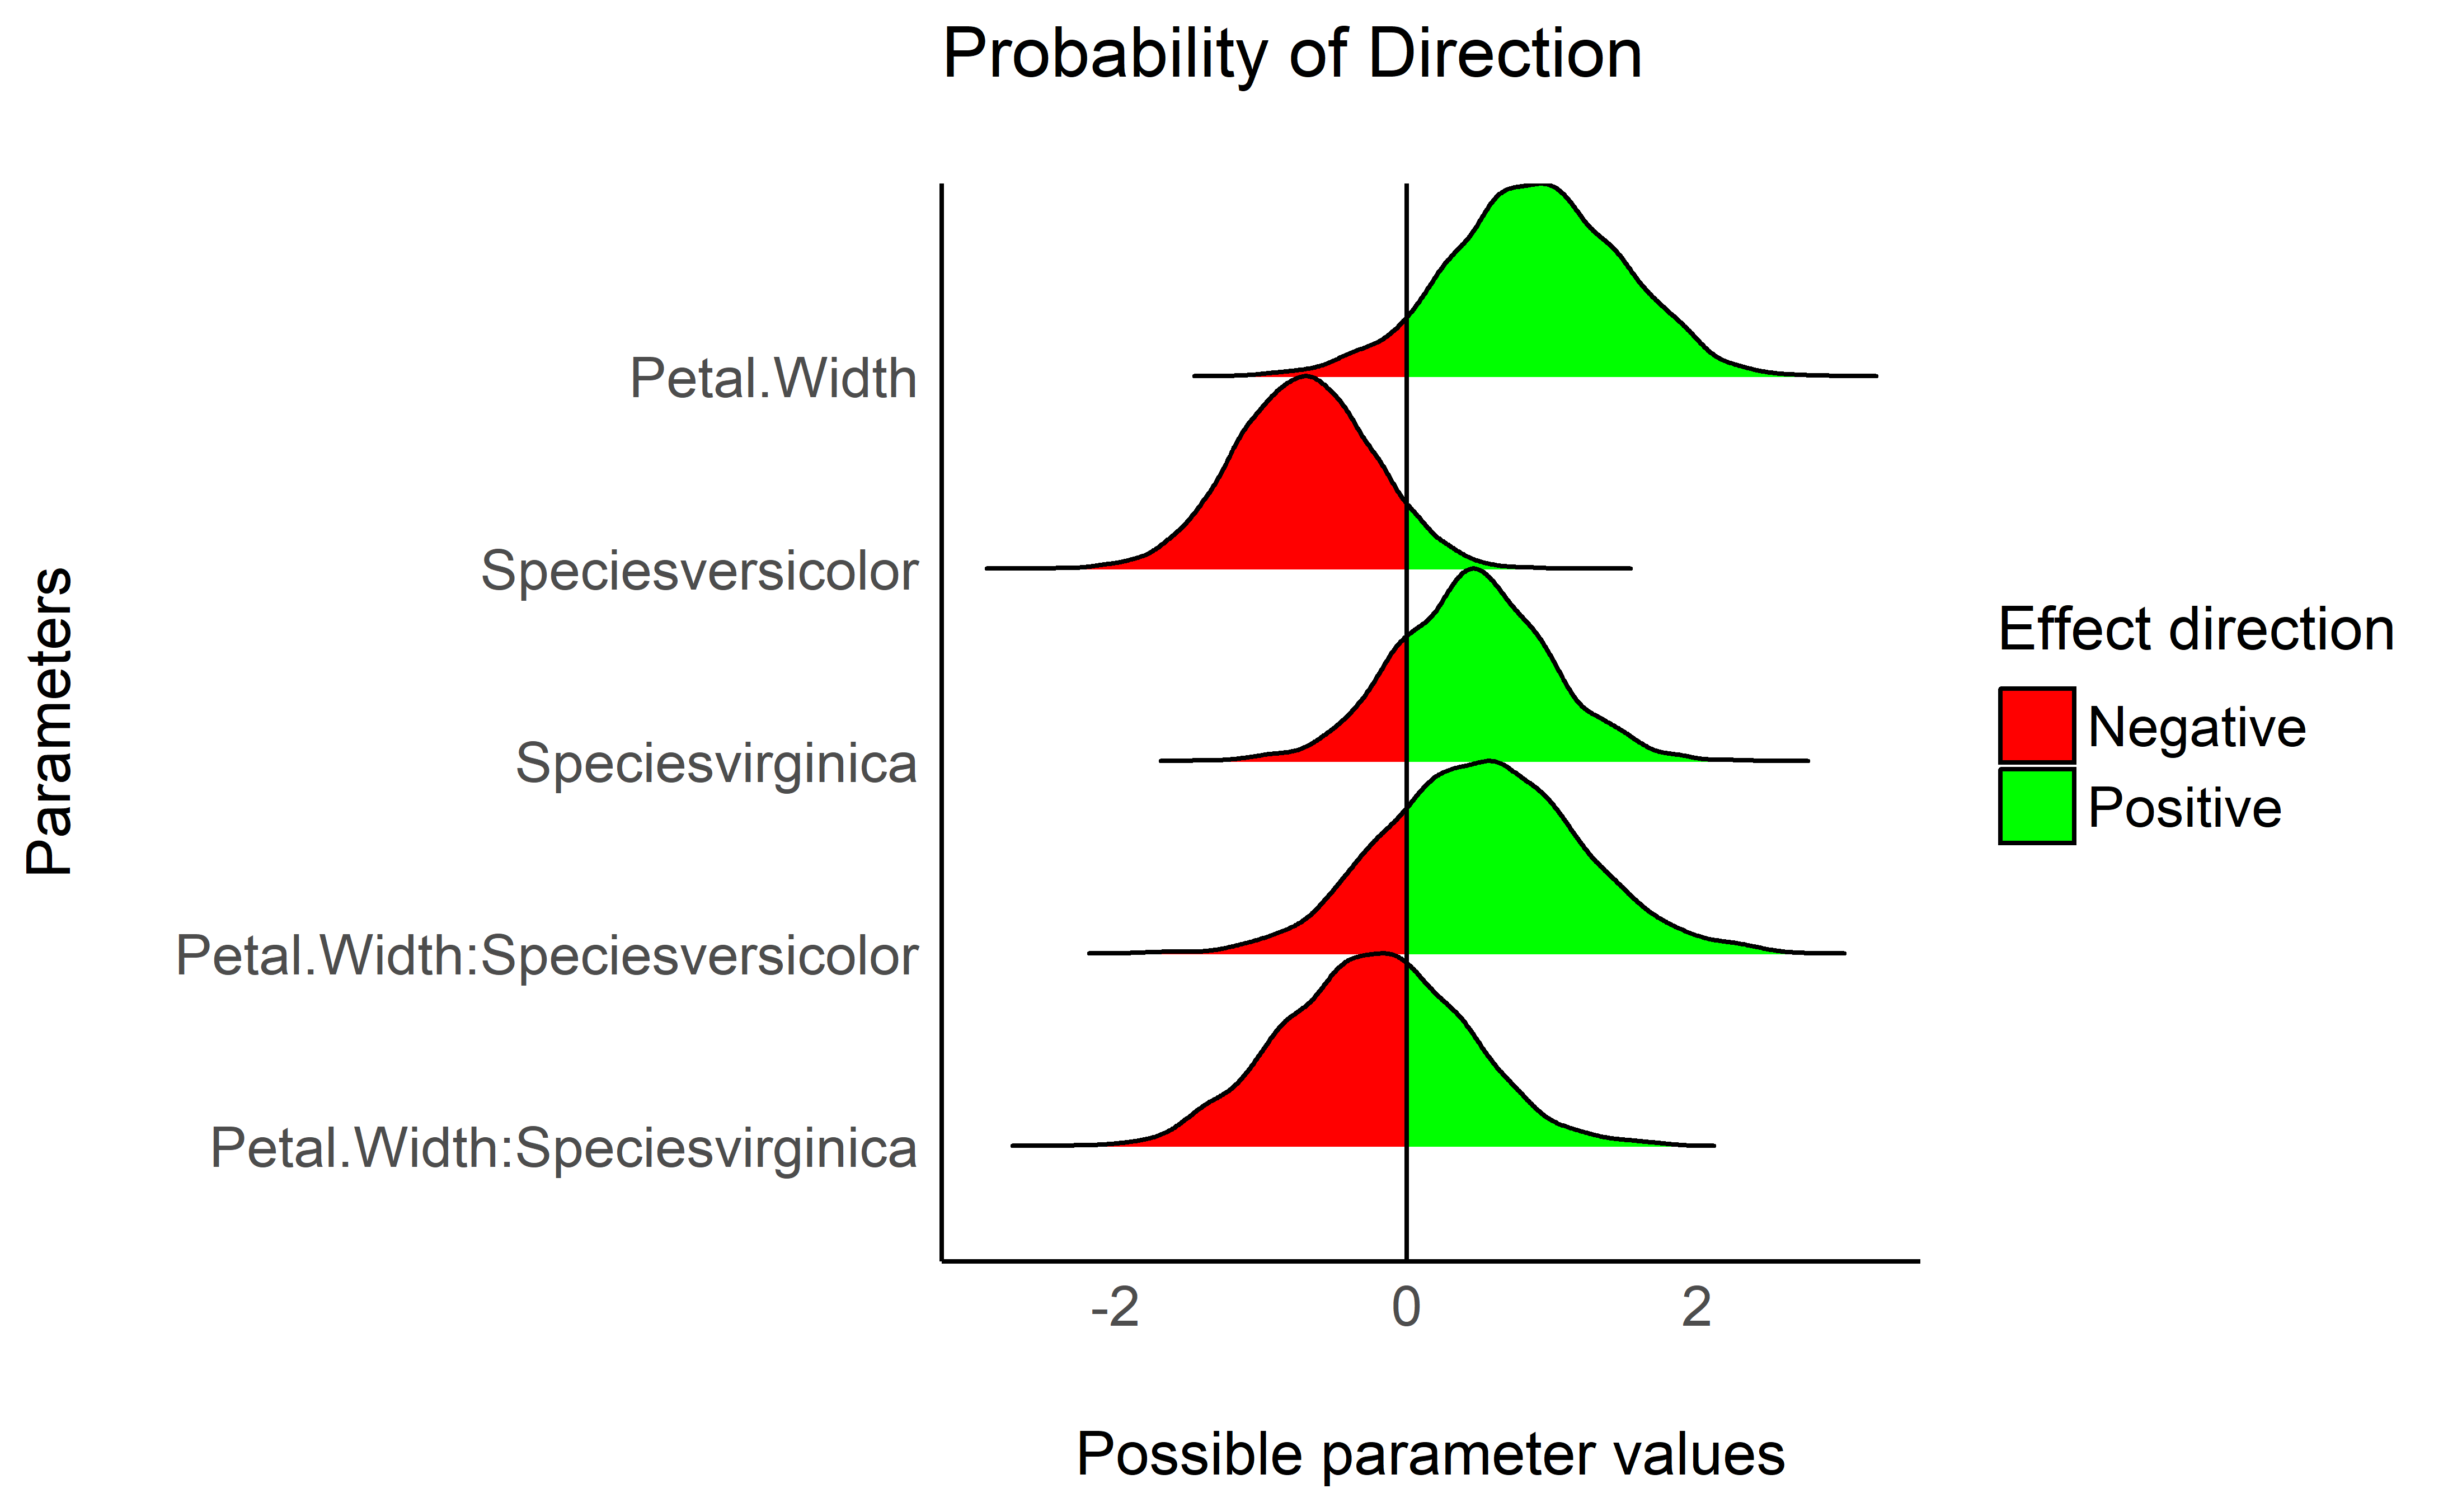 Probability of Direction
Parameters
Petal.Width
Speciesversicolor
Speciesvirginica
Petal.Width:Speciesversicolor
Petal.Width:Speciesvirginica
-2 0 2
Possible parameter values
Effect direction
Negative
Positive